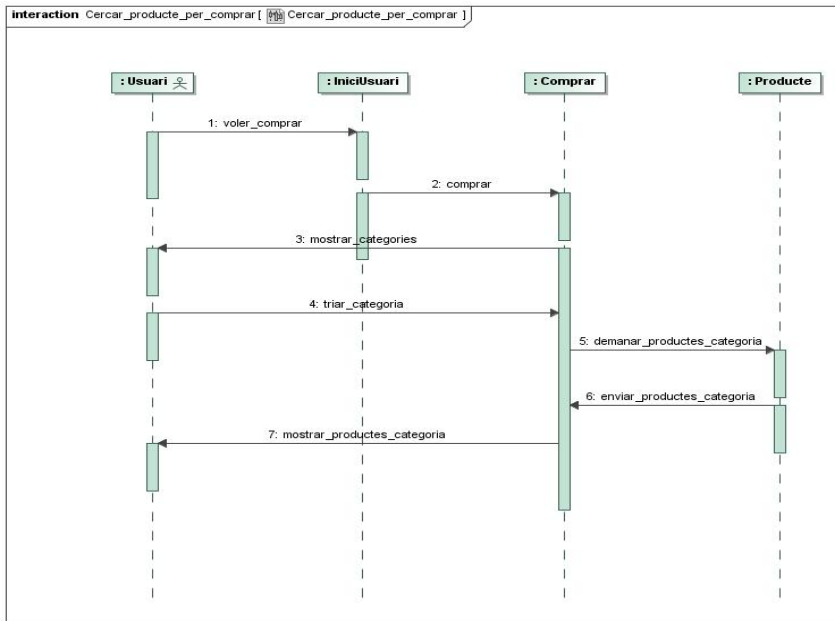 interaction Cercar_producte_per_comprar [ Cercar_producte_per_comprar ]
: Usuari
: IniciUsuari
: Comprar
: Producte
1: voler_comprar
2: comprar
3: mostrar_categories
4: triar_categoria
5: demanar_productes_categoria
6: enviar_productes_categoria
7: mostrar_productes_categoria